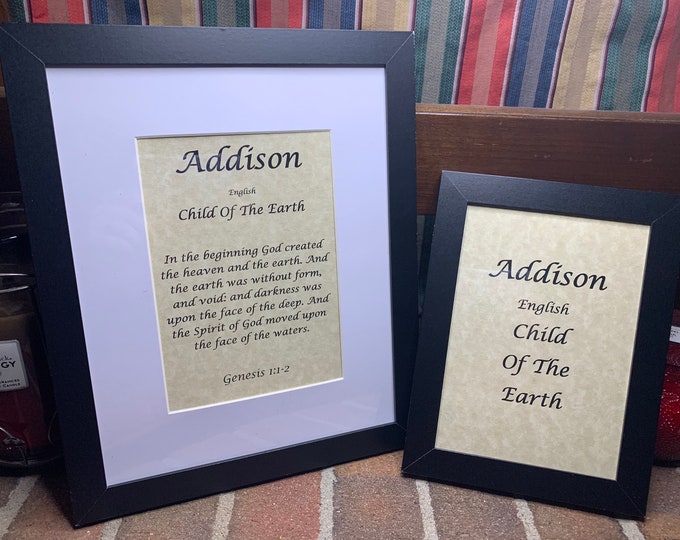 Addison
English
Child Of The Earth
In the beginning God created
the heaven and the earth. And
the earth was without form,
and void: and darkness was
upon the face of the deep. And
the Spirit of God moved upon
the face of the waters.
Genesis 1:1-2
Addison
English
Child
Of The
Earth